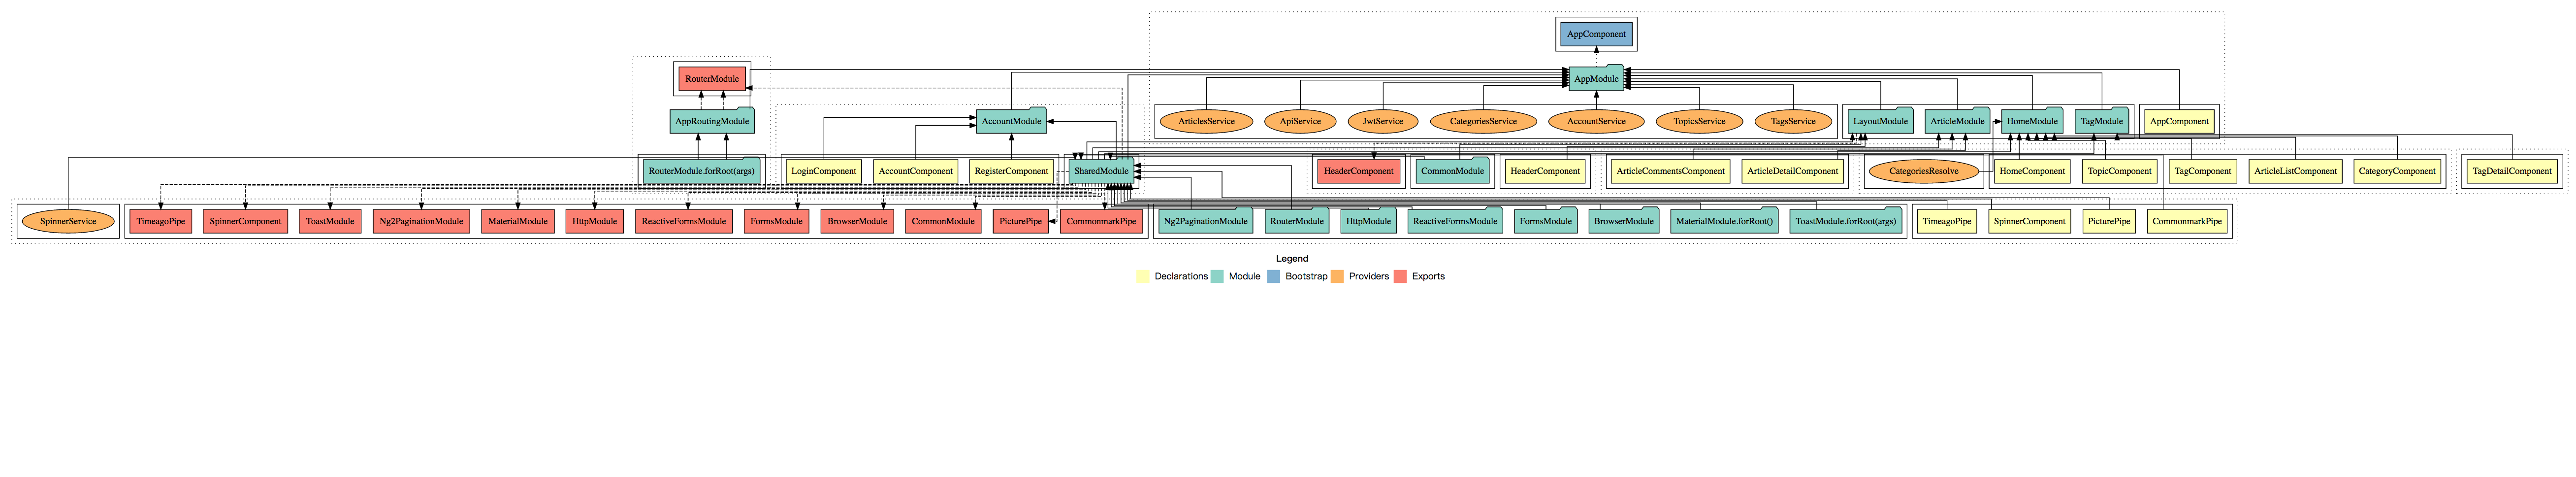 AppComponent
RouterModule
AppModule
AppRoutingModule
AccountModule
ArticlesService
ApiService
JwtService
CategoriesService
AccountService
TopicsService
TagsService
LayoutModule
ArticleModule
HomeModule
TagModule
AppComponent
RouterModule.forRoot(args)
LoginComponent
AccountComponent
RegisterComponent
SharedModule
HeaderComponent
CommonModule
HeaderComponent
ArticleCommentsComponent
ArticleDetailComponent
CategoriesResolve
HomeComponent
TopicComponent
TagComponent
ArticleListComponent
CategoryComponent
TagDetailComponent
SpinnerService
TimeagoPipe
SpinnerComponent
ToastModule
Ng2PaginationModule
MaterialModule
HttpModule
ReactiveFormsModule
FormsModule
BrowserModule
CommonModule
PicturePipe
CommonmarkPipe
Ng2PaginationModule
RouterModule
HttpModule
ReactiveFormsModule
FormsModule
BrowserModule
MaterialModule.forRoot()
ToastModule.forRoot(args)
TimeagoPipe
SpinnerComponent
PicturePipe
CommonmarkPipe
Legend
Declarations
Module
Bootstrap
Providers
Exports